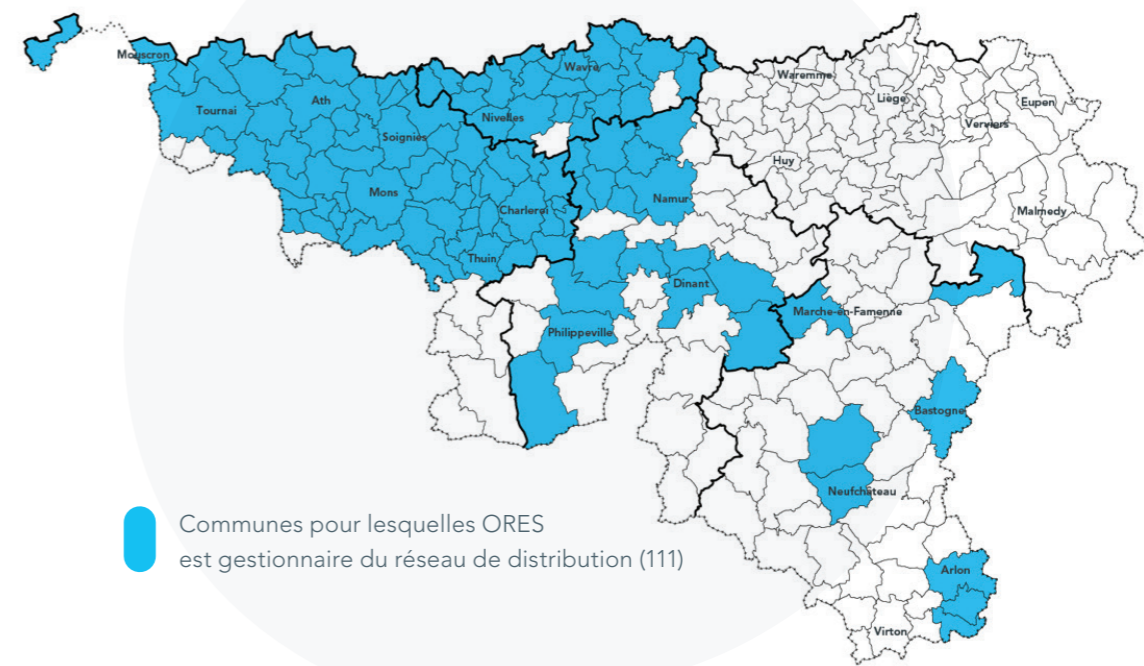 Mouscron
Wavre
Waremme
Ath
Liège
Eupen
Tournai
Nivelles
Verviers
Soignies
Huy
Mons
Namur
Charleroi
Malmedy
Thuin
Dinant
Marche-en-Famenne
Philippeville
Bastogne
Neufchâteau
Communes pour lesquelles ORES
est gestionnaire du réseau de distribution (111)
Arlon
Virton